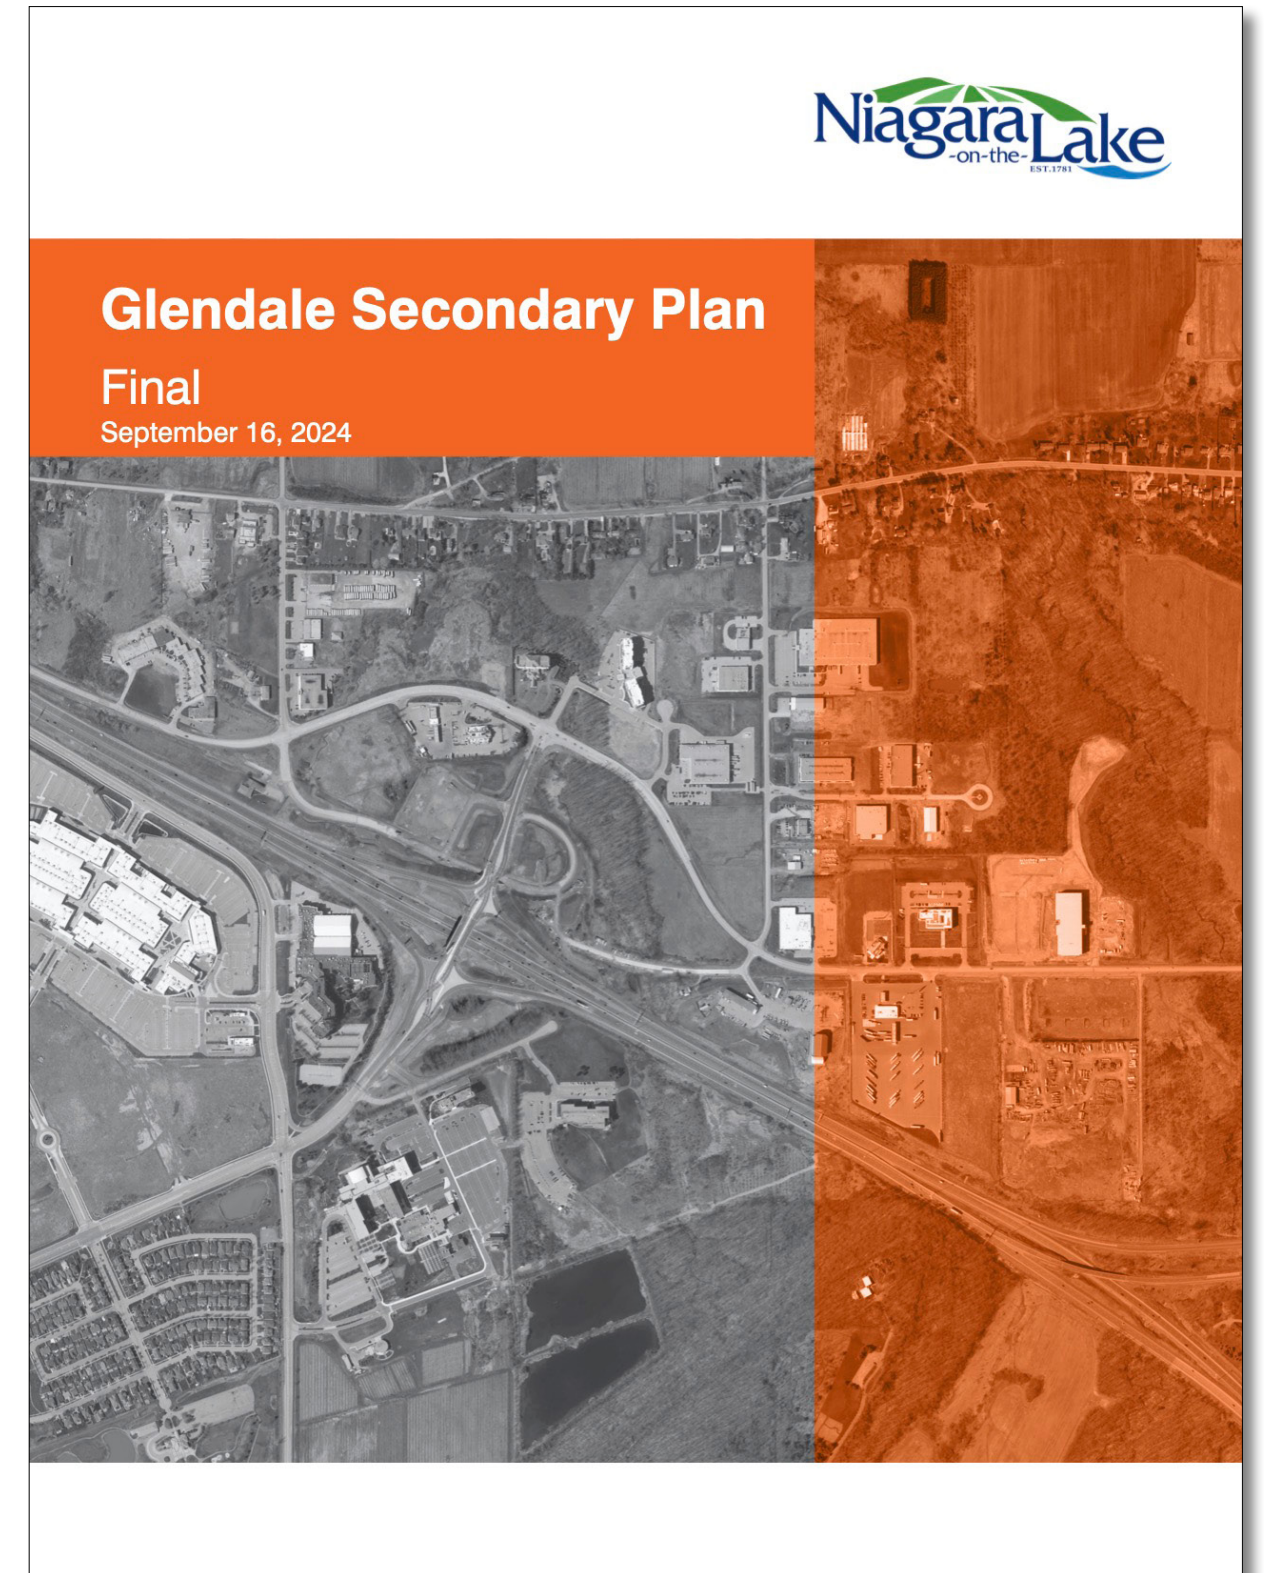 Niagara
-on-the-Lake
EST.1781
Glendale Secondary Plan
Final
September 16, 2024